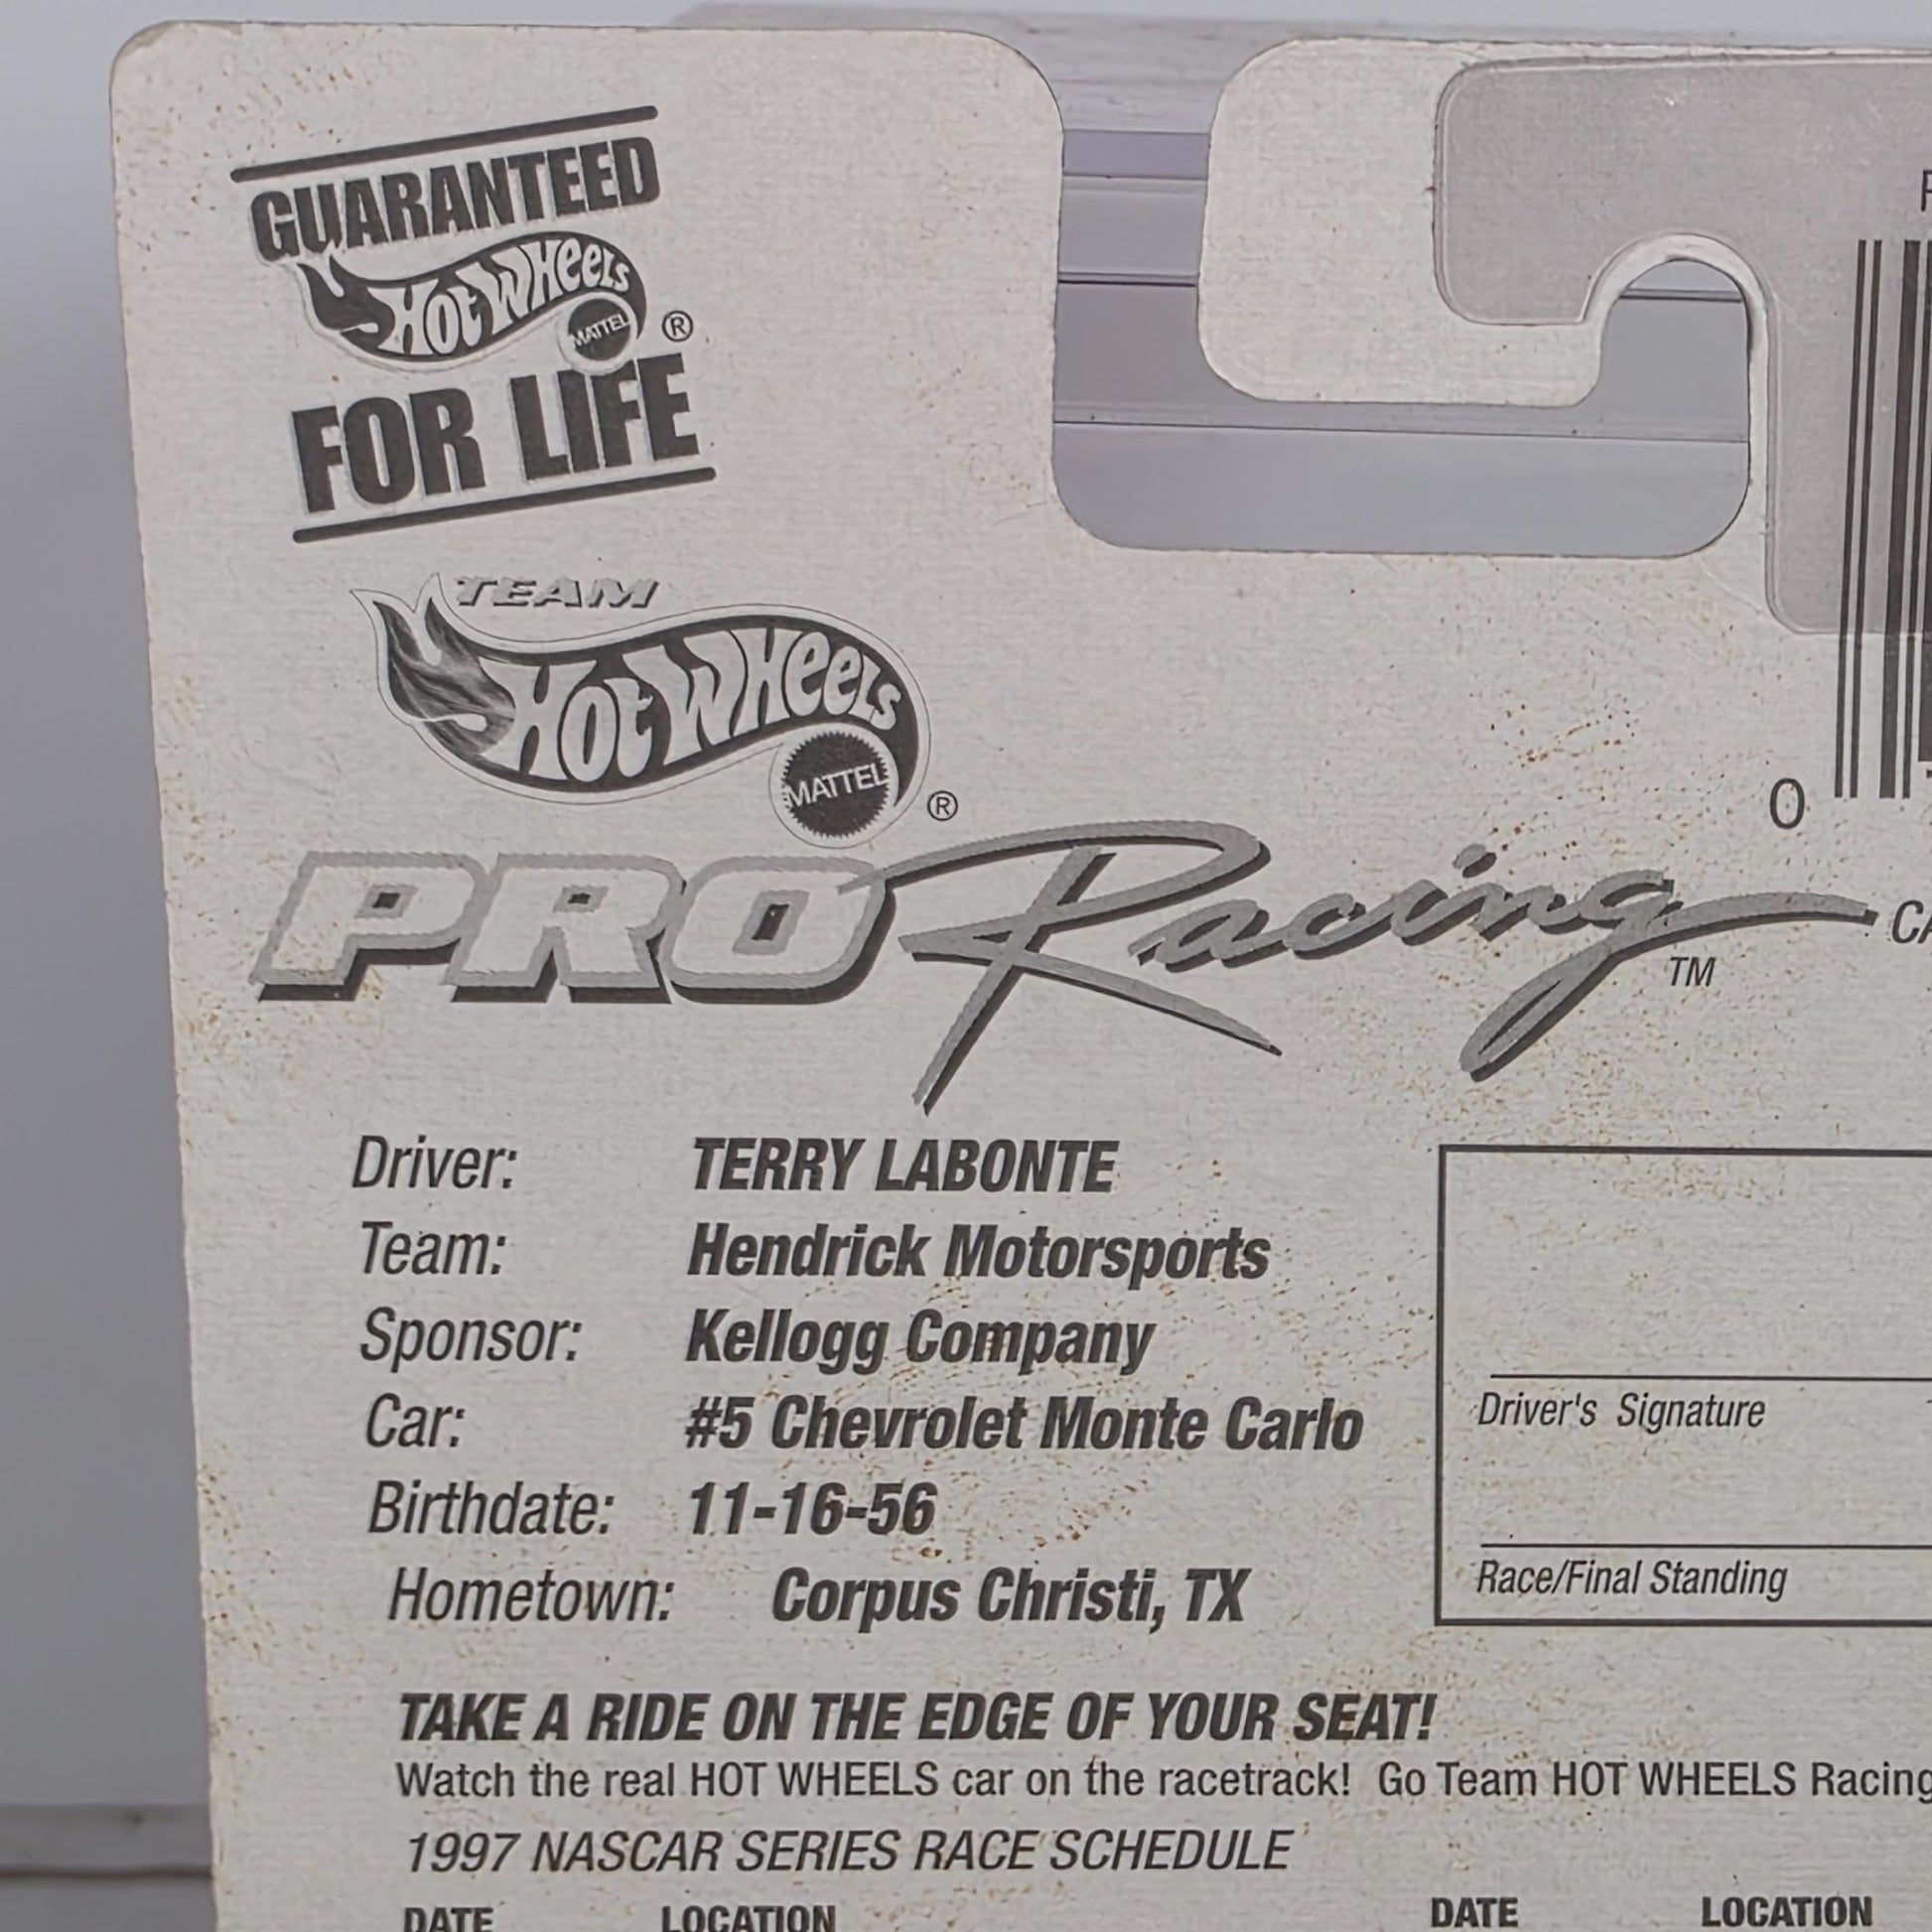 GUARANTEED
Hot Wheels
MATTEL ®
FOR LIFE
TEAM
Hot Wheels
MATTEL ®
0
PRO Racing ™
Driver: TERRY LABONTE
Team: Hendrick Motorsports
Sponsor: Kellogg Company
Car: #5 Chevrolet Monte Carlo
Birthdate: 11-16-56
Hometown: Corpus Christi, TX
Driver's Signature
Race/Final Standing
TAKE A RIDE ON THE EDGE OF YOUR SEAT!
Watch the real HOT WHEELS car on the racetrack! Go Team HOT WHEELS Racing
1997 NASCAR SERIES RACE SCHEDULE
DATE LOCATION DATE LOCATION